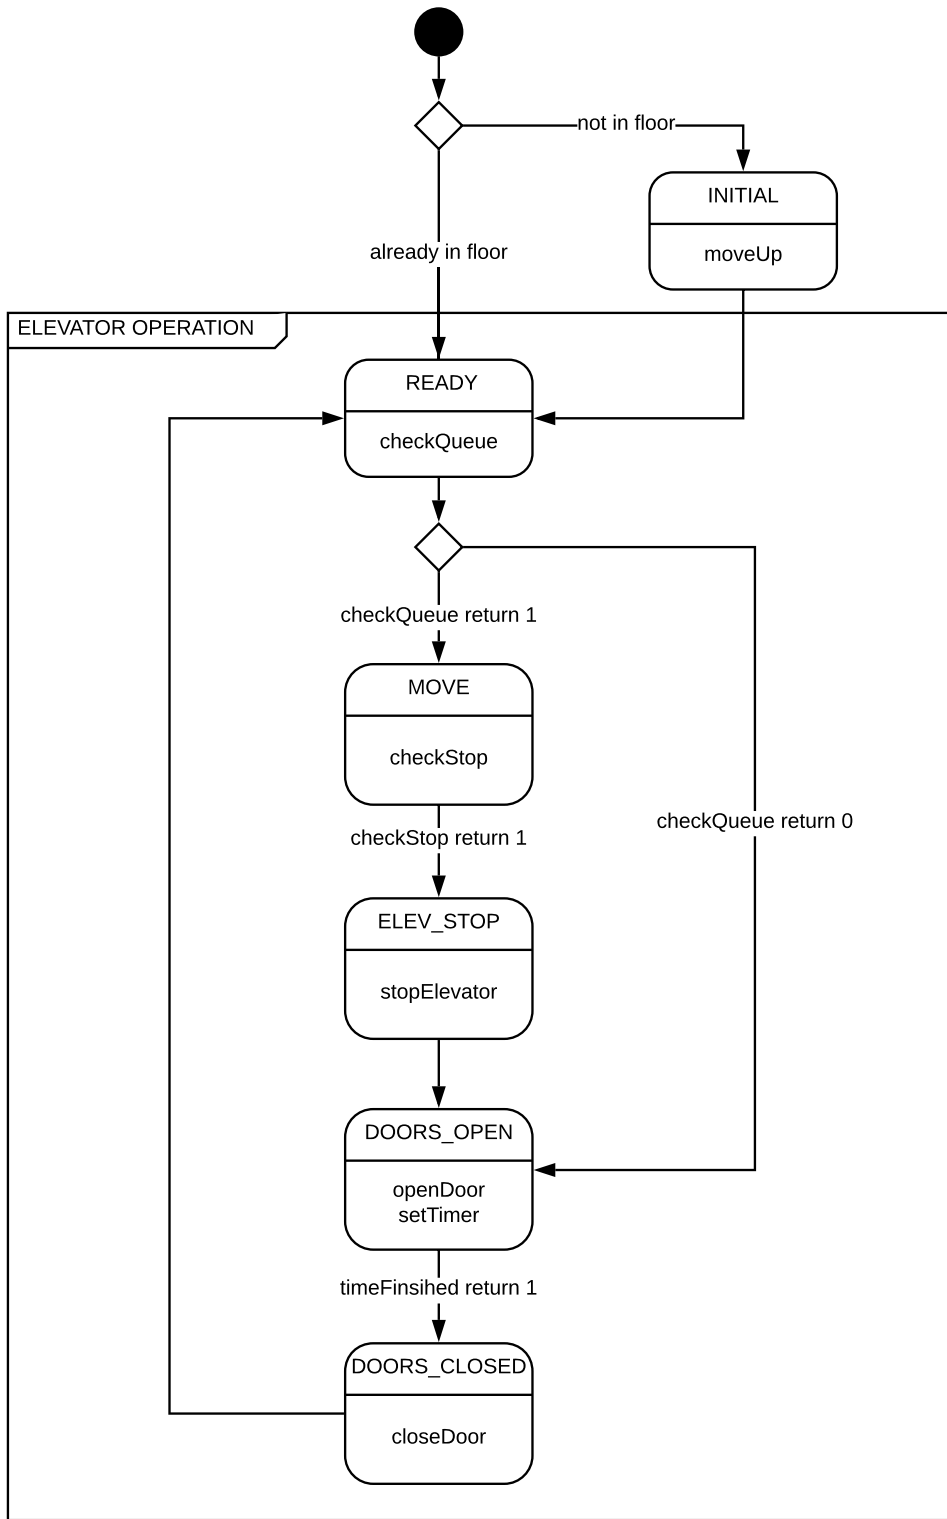 not in floor
INITIAL
moveUp
already in floor
ELEVATOR OPERATION
READY
checkQueue
checkQueue return 1
MOVE
checkStop
checkStop return 1
checkQueue return 0
ELEV_STOP
stopElevator
DOORS_OPEN
openDoor
setTimer
timeFinsihed return 1
DOORS_CLOSED
closeDoor